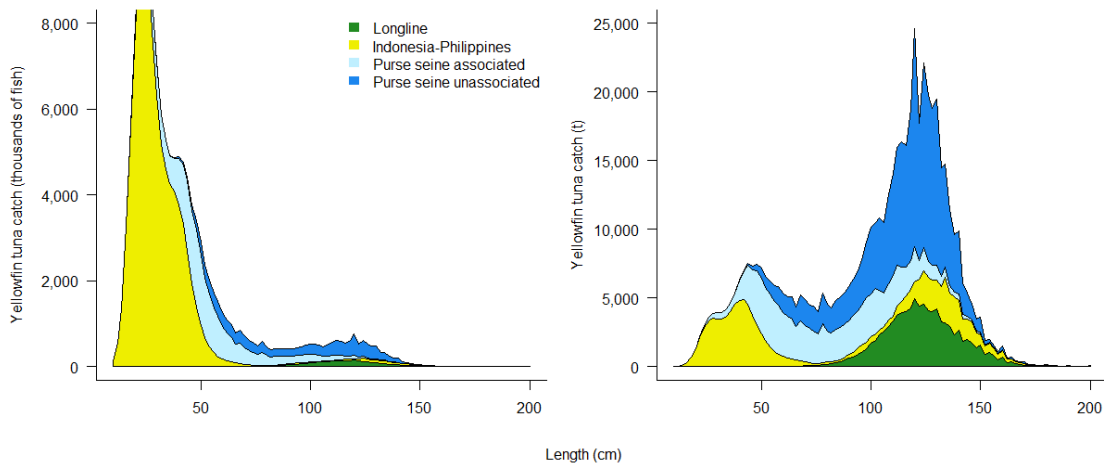 Yellowfin tuna catch (thousands of fish)
8,000
6,000
4,000
2,000
0
50
100
150
200
Longline
Indonesia-Philippines
Purse seine associated
Purse seine unassociated
Yellowfin tuna catch (t)
25,000
20,000
15,000
10,000
5,000
0
50
100
150
200
Length (cm)